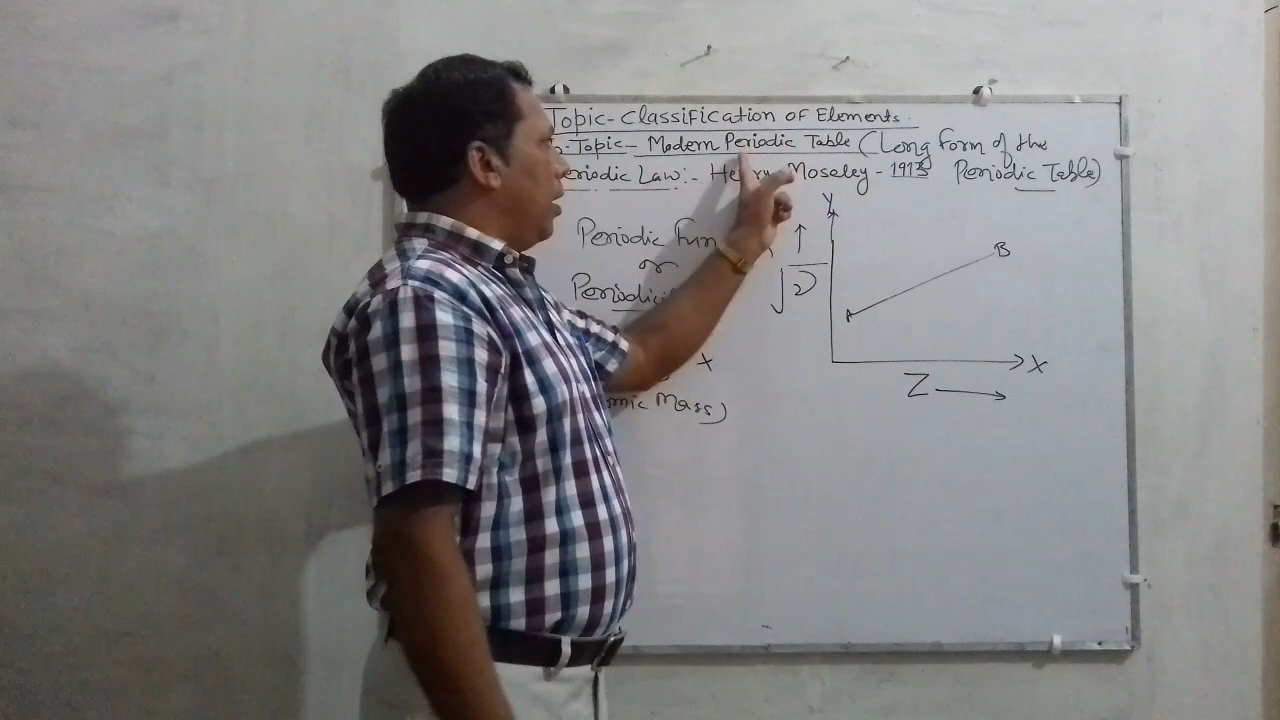 Topic - Classification of Elements.
Topic - Modern Periodic Table (Long form of the
Periodic Table)
Law :- Moseley - 1913
Periodic
or
x
Mass)
Y
√ν
A
B
X
Z